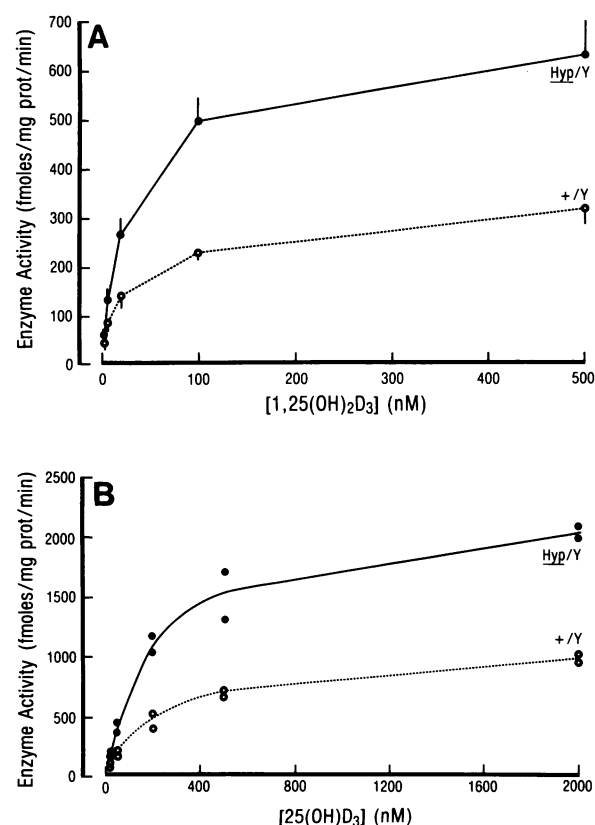 A
Enzyme Activity (fmoles/mg prot/min)
700
600
500
400
300
200
100
0
Hyp/Y
+/Y
0 100 200 300 400 500
[1,25(OH)₂D₃] (nM)
B
Enzyme Activity (fmoles/mg prot/min)
2500
2000
1500
1000
500
0
Hyp/Y
+/Y
0 400 800 1200 1600 2000
[25(OH)D₃] (nM)